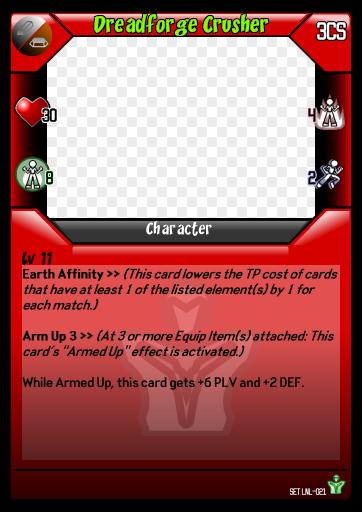 2
Dreadforge Crusher
3CS
30
4
8
2
Character
Lv 11
Earth Affinity >> (This card lowers the TP cost of cards
that have at least 1 of the listed element(s) by 1 for
each match.)
Arm Up 3 >> (At 3 or more Equip Item(s) attached: This
card's "Armed Up" effect is activated.)
While Armed Up, this card gets +6 PLV and +2 DEF.
SET LNL-021